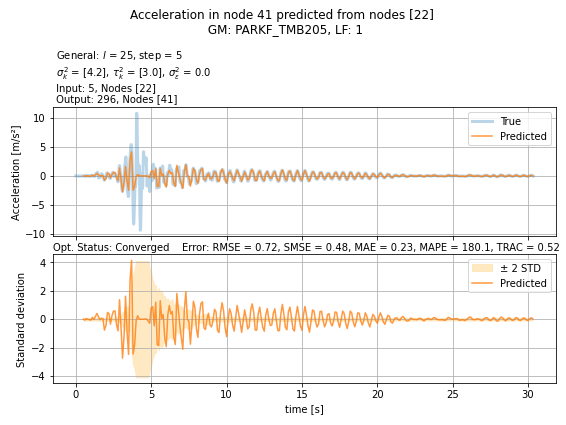 Acceleration in node 41 predicted from nodes [22]
GM: PARKF_TMB205, LF: 1
General: l = 25, step = 5
σ²ₖ = [4.2], τ²ₖ = [3.0], σ²ε = 0.0
Input: 5, Nodes [22]
Output: 296, Nodes [41]
10
5
0
−5
−10
Acceleration [m/s²]
True
Predicted
Opt. Status: Converged Error: RMSE = 0.72, SMSE = 0.48, MAE = 0.23, MAPE = 180.1, TRAC = 0.52
4
2
0
−2
−4
Standard deviation
± 2 STD
Predicted
0 5 10 15 20 25 30
time [s]